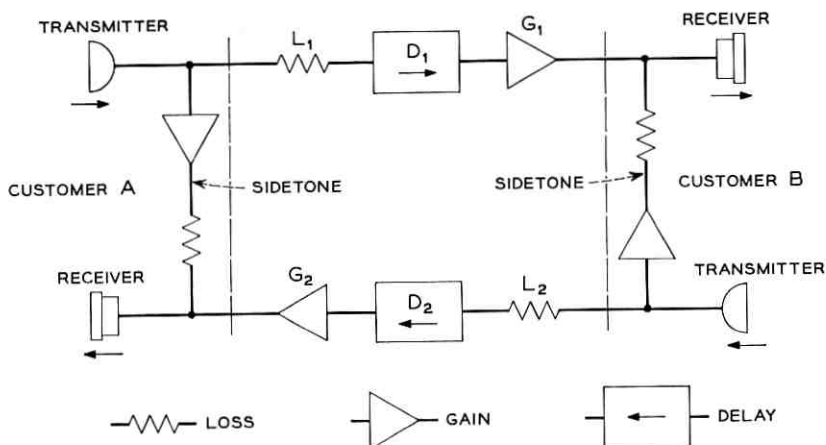 TRANSMITTER
L1
D1
G1
RECEIVER
CUSTOMER A
SIDETONE
SIDETONE
CUSTOMER B
RECEIVER
G2
D2
L2
TRANSMITTER
LOSS
GAIN
DELAY